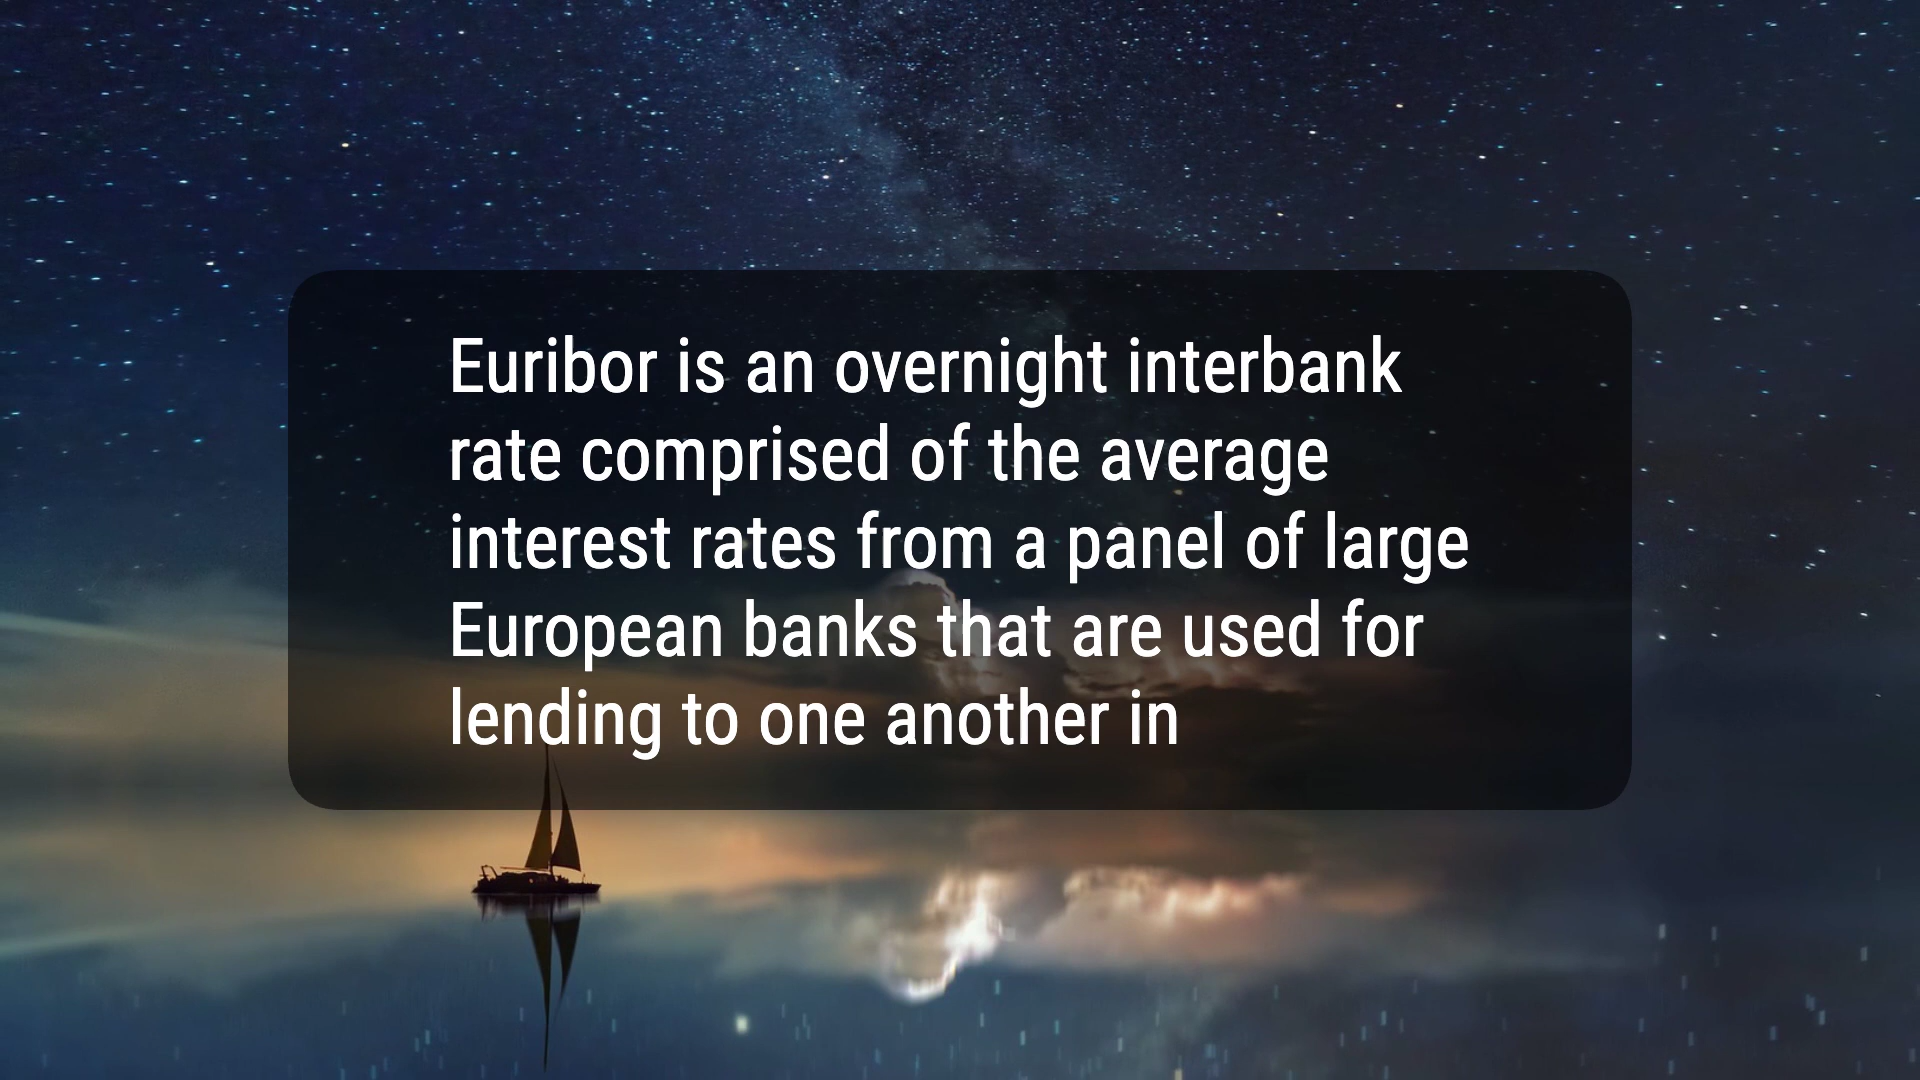 Euribor is an overnight interbank
rate comprised of the average
interest rates from a panel of large
European banks that are used for
lending to one another in